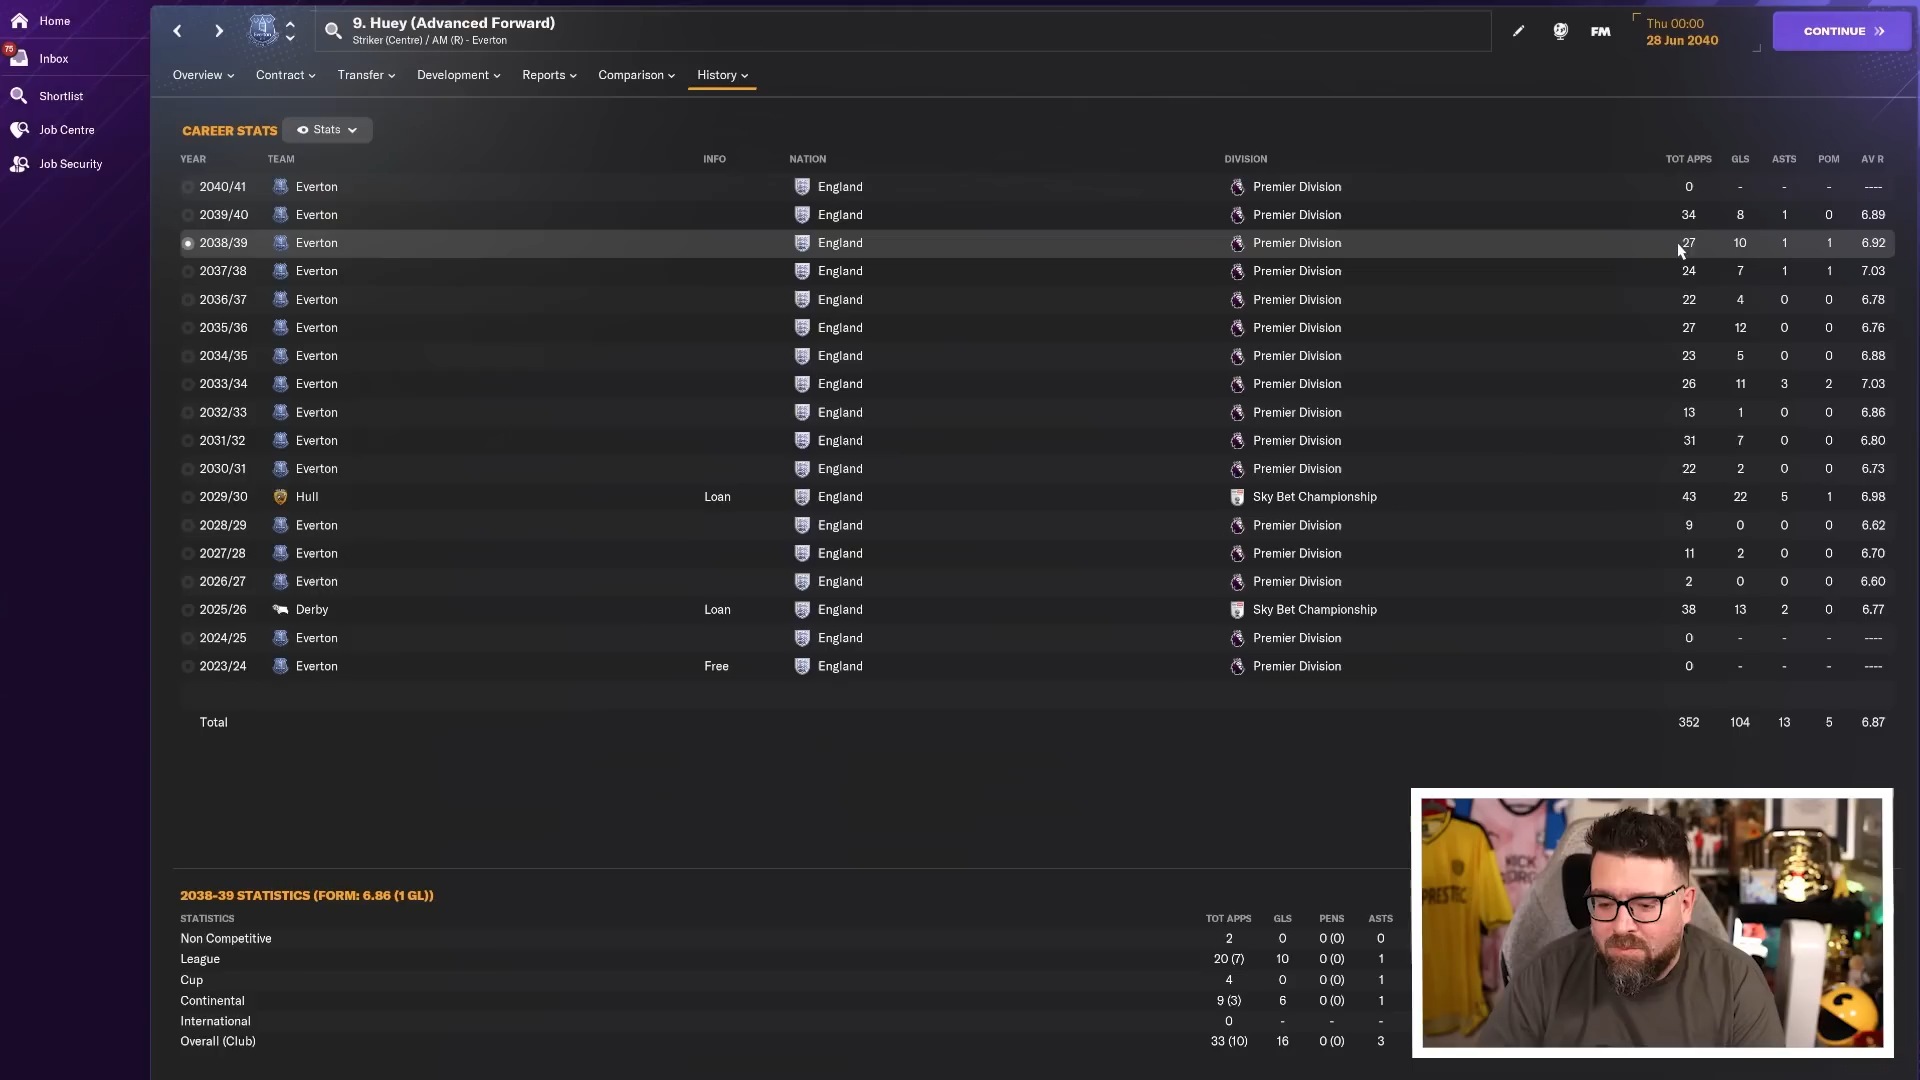 Home
75
Inbox
Shortlist
Job Centre
Job Security
9. Huey (Advanced Forward)
Striker (Centre) / AM (R) - Everton
FM
Thu 00:00
28 Jun 2040
CONTINUE
Overview Contract Transfer Development Reports Comparison History
CAREER STATS Stats
YEAR TEAM INFO NATION DIVISION TOT APPS GLS ASTS POM AV R
2040/41 Everton England Premier Division 0 - - - ----
2039/40 Everton England Premier Division 34 8 1 0 6.89
2038/39 Everton England Premier Division 27 10 1 1 6.92
2037/38 Everton England Premier Division 24 7 1 1 7.03
2036/37 Everton England Premier Division 22 4 0 0 6.78
2035/36 Everton England Premier Division 27 12 0 0 6.76
2034/35 Everton England Premier Division 23 5 0 0 6.88
2033/34 Everton England Premier Division 26 11 3 2 7.03
2032/33 Everton England Premier Division 13 1 0 0 6.86
2031/32 Everton England Premier Division 31 7 0 0 6.80
2030/31 Everton England Premier Division 22 2 0 0 6.73
2029/30 Hull Loan England Sky Bet Championship 43 22 5 1 6.98
2028/29 Everton England Premier Division 9 0 0 0 6.62
2027/28 Everton England Premier Division 11 2 0 0 6.70
2026/27 Everton England Premier Division 2 0 0 0 6.60
2025/26 Derby Loan England Sky Bet Championship 38 13 2 0 6.77
2024/25 Everton England Premier Division 0 - - - ----
2023/24 Everton Free England Premier Division 0 - - - ----
Total 352 104 13 5 6.87
2038-39 STATISTICS (FORM: 6.86 (1 GL))
STATISTICS TOT APPS GLS PENS ASTS
Non Competitive 2 0 0 (0) 0
League 20 (7) 10 0 (0) 1
Cup 4 0 0 (0) 1
Continental 9 (3) 6 0 (0) 1
International 0 - - -
Overall (Club) 33 (10) 16 0 (0) 3